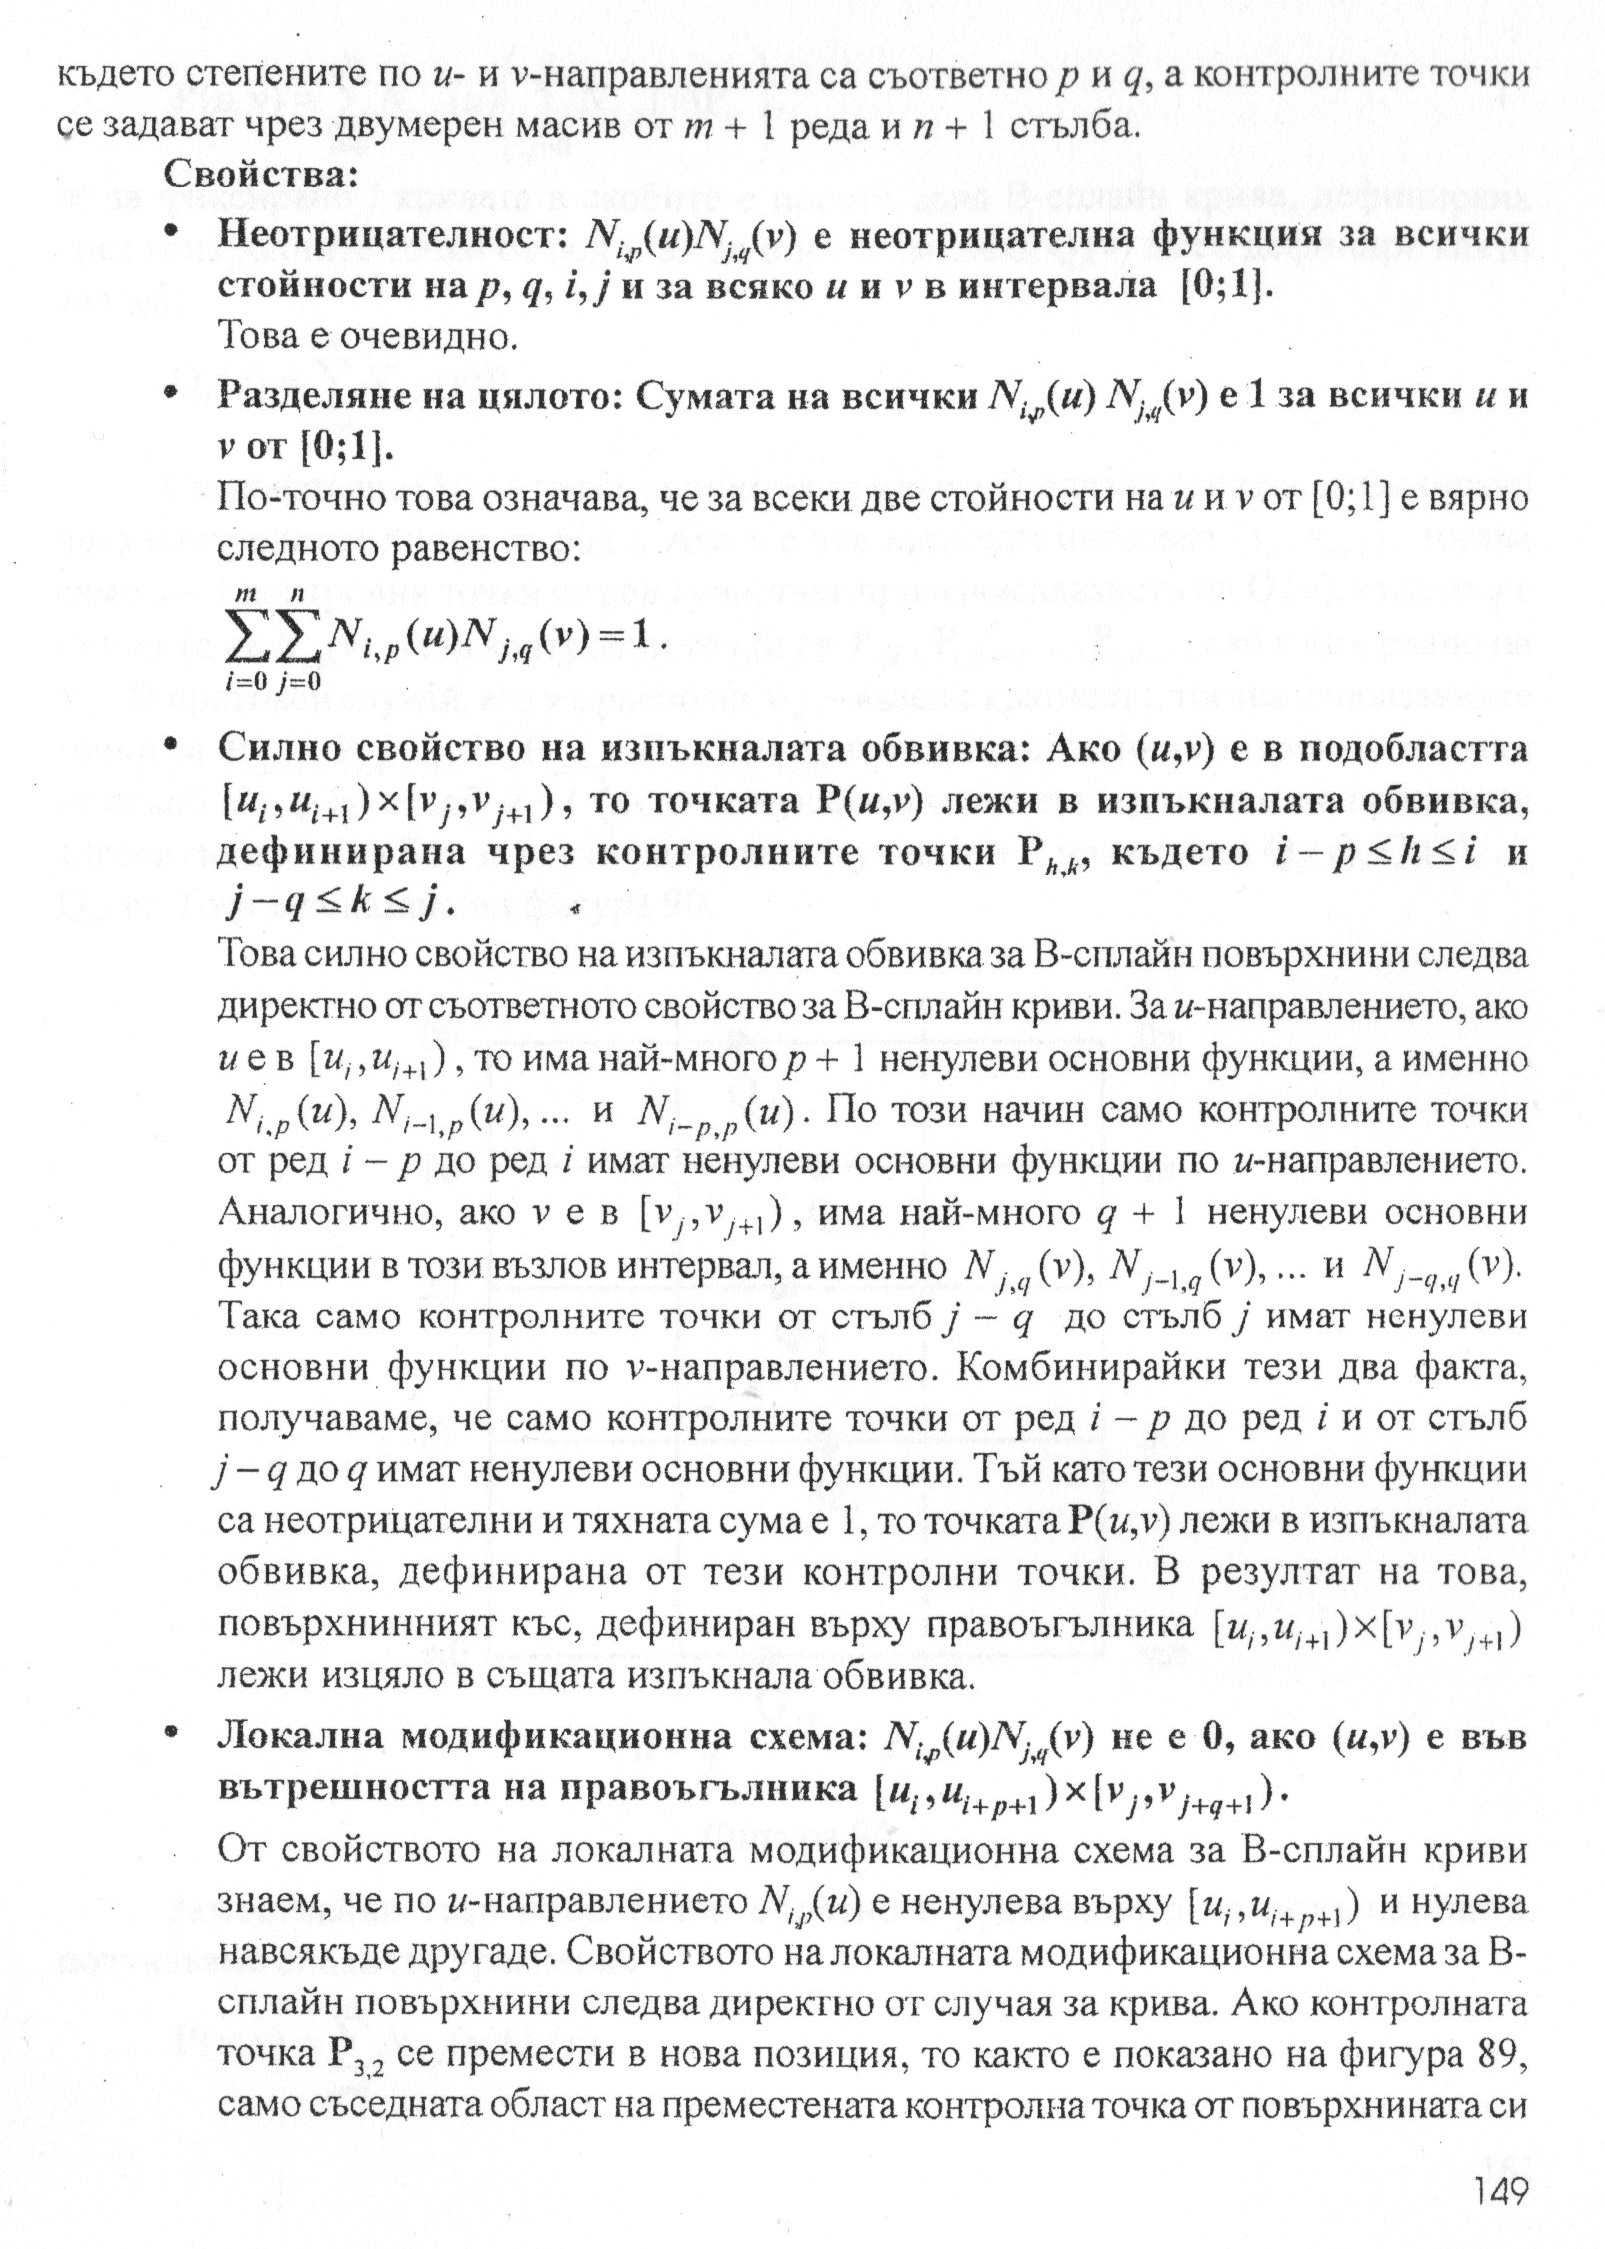 където степените по u- и v-направленията са съответно p и q, а контролните точки
се задават чрез двумерен масив от m + 1 реда и n + 1 стълба.
Свойства:
• Неотрицателност: N_{i,p}(u)N_{j,q}(v) е неотрицателна функция за всички
стойности на p, q, i, j и за всяко u и v в интервала [0;1].
Това е очевидно.
• Разделяне на цялото: Сумата на всички N_{i,p}(u) N_{j,q}(v) е 1 за всички u и
v от [0;1].
По-точно това означава, че за всеки две стойности на u и v от [0;1] е вярно
следното равенство:
m n
∑∑N_{i,p}(u)N_{j,q}(v)=1.
i=0 j=0
• Силно свойство на изпъкналата обвивка: Ако (u,v) е в подобластта
[u_i,u_{i+1})×[v_j,v_{j+1}), то точката P(u,v) лежи в изпъкналата обвивка,
дефинирана чрез контролните точки P_{h,k}, където i–p≤h≤i и
j–q≤k≤j.
Това силно свойство на изпъкналата обвивка за B-сплайн повърхнини следва
директно от съответното свойство за B-сплайн криви. За u-направлението, ако
u е в [u_i,u_{i+1}), то има най-много p + 1 ненулеви основни функции, а именно
N_{i,p}(u), N_{i–1,p}(u),... и N_{i–p,p}(u). По този начин само контролните точки
от ред i – p до ред i имат ненулеви основни функции по u-направлението.
Аналогично, ако v е в [v_j,v_{j+1}), има най-много q + 1 ненулеви основни
функции в този възлов интервал, а именно N_{j,q}(v), N_{j–1,q}(v),... и N_{j–q,q}(v).
Така само контролните точки от стълб j – q до стълб j имат ненулеви
основни функции по v-направлението. Комбинирайки тези два факта,
получаваме, че само контролните точки от ред i – p до ред i и от стълб
j – q до q имат ненулеви основни функции. Тъй като тези основни функции
са неотрицателни и тяхната сума е 1, то точката P(u,v) лежи в изпъкналата
обвивка, дефинирана от тези контролни точки. В резултат на това,
повърхнинният къс, дефиниран върху правоъгълника [u_i,u_{i+1})×[v_j,v_{j+1})
лежи изцяло в същата изпъкнала обвивка.
• Локална модификационна схема: N_{i,p}(u)N_{j,q}(v) не е 0, ако (u,v) е във
вътрешността на правоъгълника [u_i,u_{i+p+1})×[v_j,v_{j+q+1}).
От свойството на локалната модификационна схема за B-сплайн криви
знаем, че по u-направлението N_{i,p}(u) е ненулева върху [u_i,u_{i+p+1}) и нулева
навсякъде другаде. Свойството на локалната модификационна схема за B-
сплайн повърхнини следва директно от случая за крива. Ако контролната
точка P_{3,2} се премести в нова позиция, то както е показано на фигура 89,
само съседната област на преместената контролна точка от повърхнината си
149